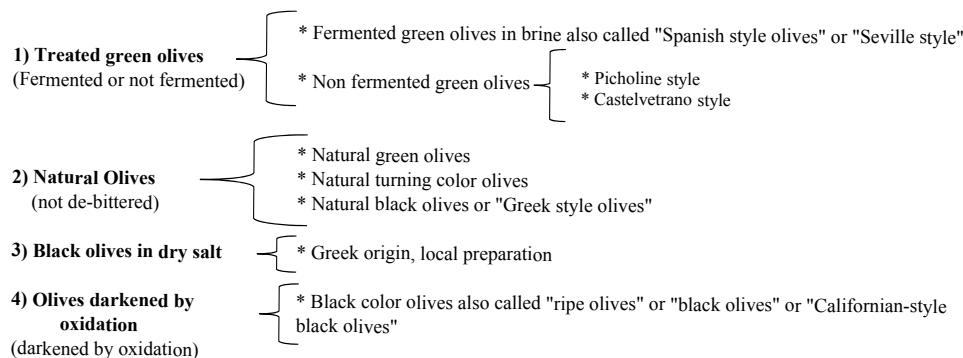 1) Treated green olives
(Fermented or not fermented)
* Fermented green olives in brine also called "Spanish style olives" or "Seville style"
* Non fermented green olives
* Picholine style
* Castelvetrano style
2) Natural Olives
(not de-bittered)
* Natural green olives
* Natural turning color olives
* Natural black olives or "Greek style olives"
3) Black olives in dry salt
* Greek origin, local preparation
4) Olives darkened by
oxidation
(darkened by oxidation)
* Black color olives also called "ripe olives" or "black olives" or "Californian-style
black olives"